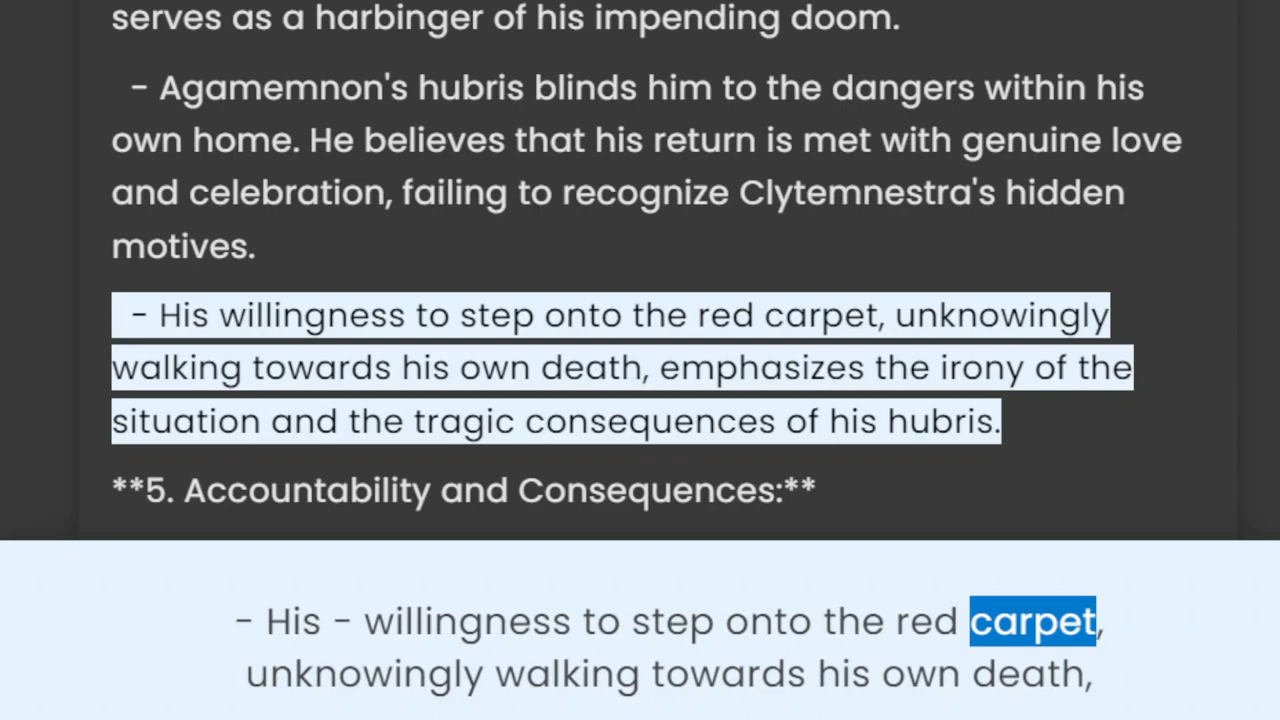 serves as a harbinger of his impending doom.
- Agamemnon's hubris blinds him to the dangers within his
own home. He believes that his return is met with genuine love
and celebration, failing to recognize Clytemnestra's hidden
motives.
- His willingness to step onto the red carpet, unknowingly
walking towards his own death, emphasizes the irony of the
situation and the tragic consequences of his hubris.
**5. Accountability and Consequences:**
- His - willingness to step onto the red carpet,
unknowingly walking towards his own death,